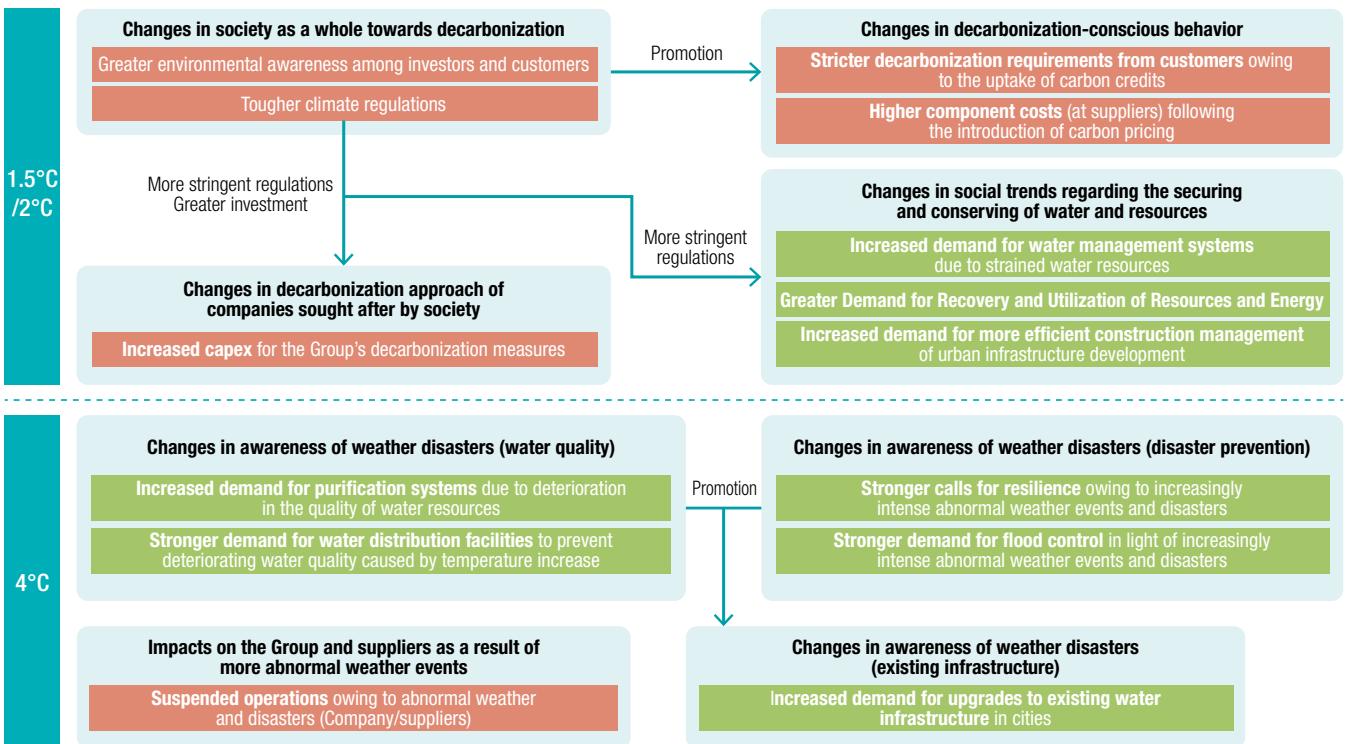 1.5°C
/2°C
Changes in society as a whole towards decarbonization
Greater environmental awareness among investors and customers
Tougher climate regulations
Promotion
Changes in decarbonization-conscious behavior
Stricter decarbonization requirements from customers owing
to the uptake of carbon credits
Higher component costs (at suppliers) following
the introduction of carbon pricing
More stringent regulations
Greater investment
More stringent
regulations
Changes in social trends regarding the securing
and conserving of water and resources
Increased demand for water management systems
due to strained water resources
Greater Demand for Recovery and Utilization of Resources and Energy
Increased demand for more efficient construction management
of urban infrastructure development
Changes in decarbonization approach of
companies sought after by society
Increased capex for the Group's decarbonization measures
4°C
Changes in awareness of weather disasters (water quality)
Increased demand for purification systems due to deterioration
in the quality of water resources
Stronger demand for water distribution facilities to prevent
deteriorating water quality caused by temperature increase
Promotion
Changes in awareness of weather disasters (disaster prevention)
Stronger calls for resilience owing to increasingly
intense abnormal weather events and disasters
Stronger demand for flood control in light of increasingly
intense abnormal weather events and disasters
Impacts on the Group and suppliers as a result of
more abnormal weather events
Suspended operations owing to abnormal weather
and disasters (Company/suppliers)
Changes in awareness of weather disasters
(existing infrastructure)
Increased demand for upgrades to existing water
infrastructure in cities